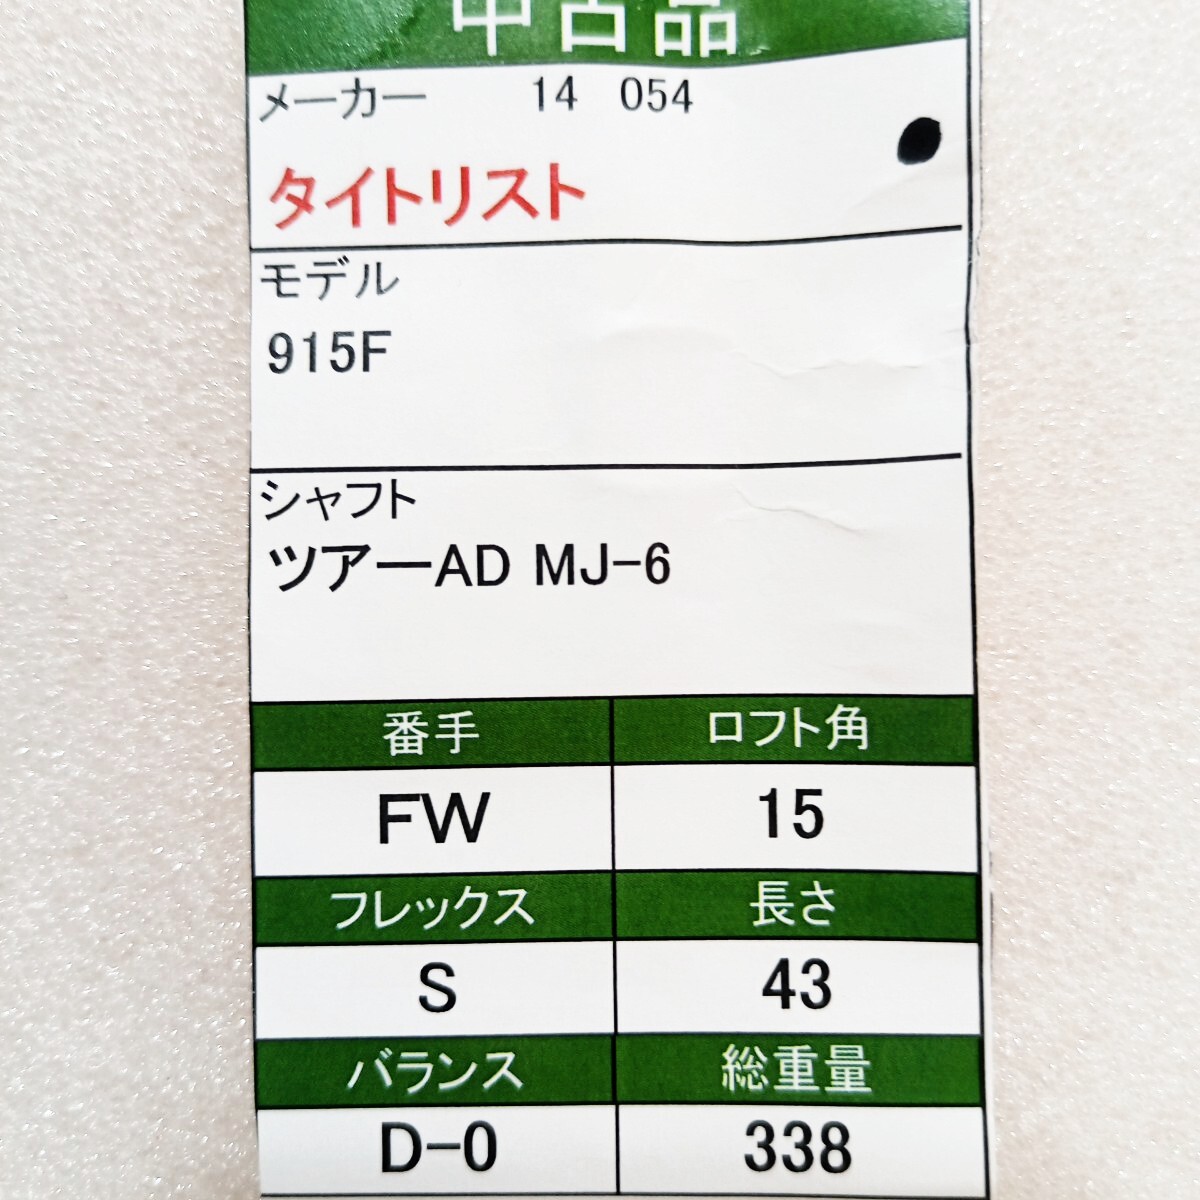 中古品
メーカー 14 054
タイトリスト
モデル
915F
シャフト
ツアーAD MJ-6
番手 ロフト角
FW 15
フレックス 長さ
S 43
バランス 総重量
D-0 338